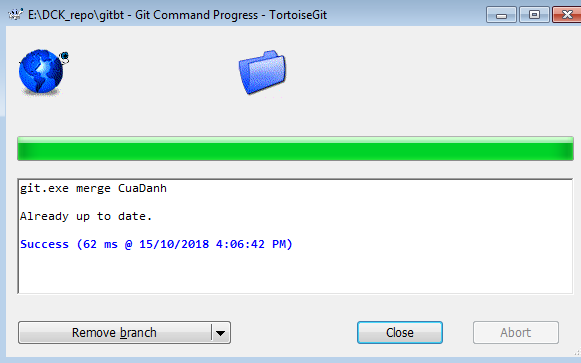 E:\DCK_repo\gitbt - Git Command Progress - TortoiseGit
git.exe merge CuaDanh
Already up to date.
Success (62 ms @ 15/10/2018 4:06:42 PM)
Remove branch
Close
Abort